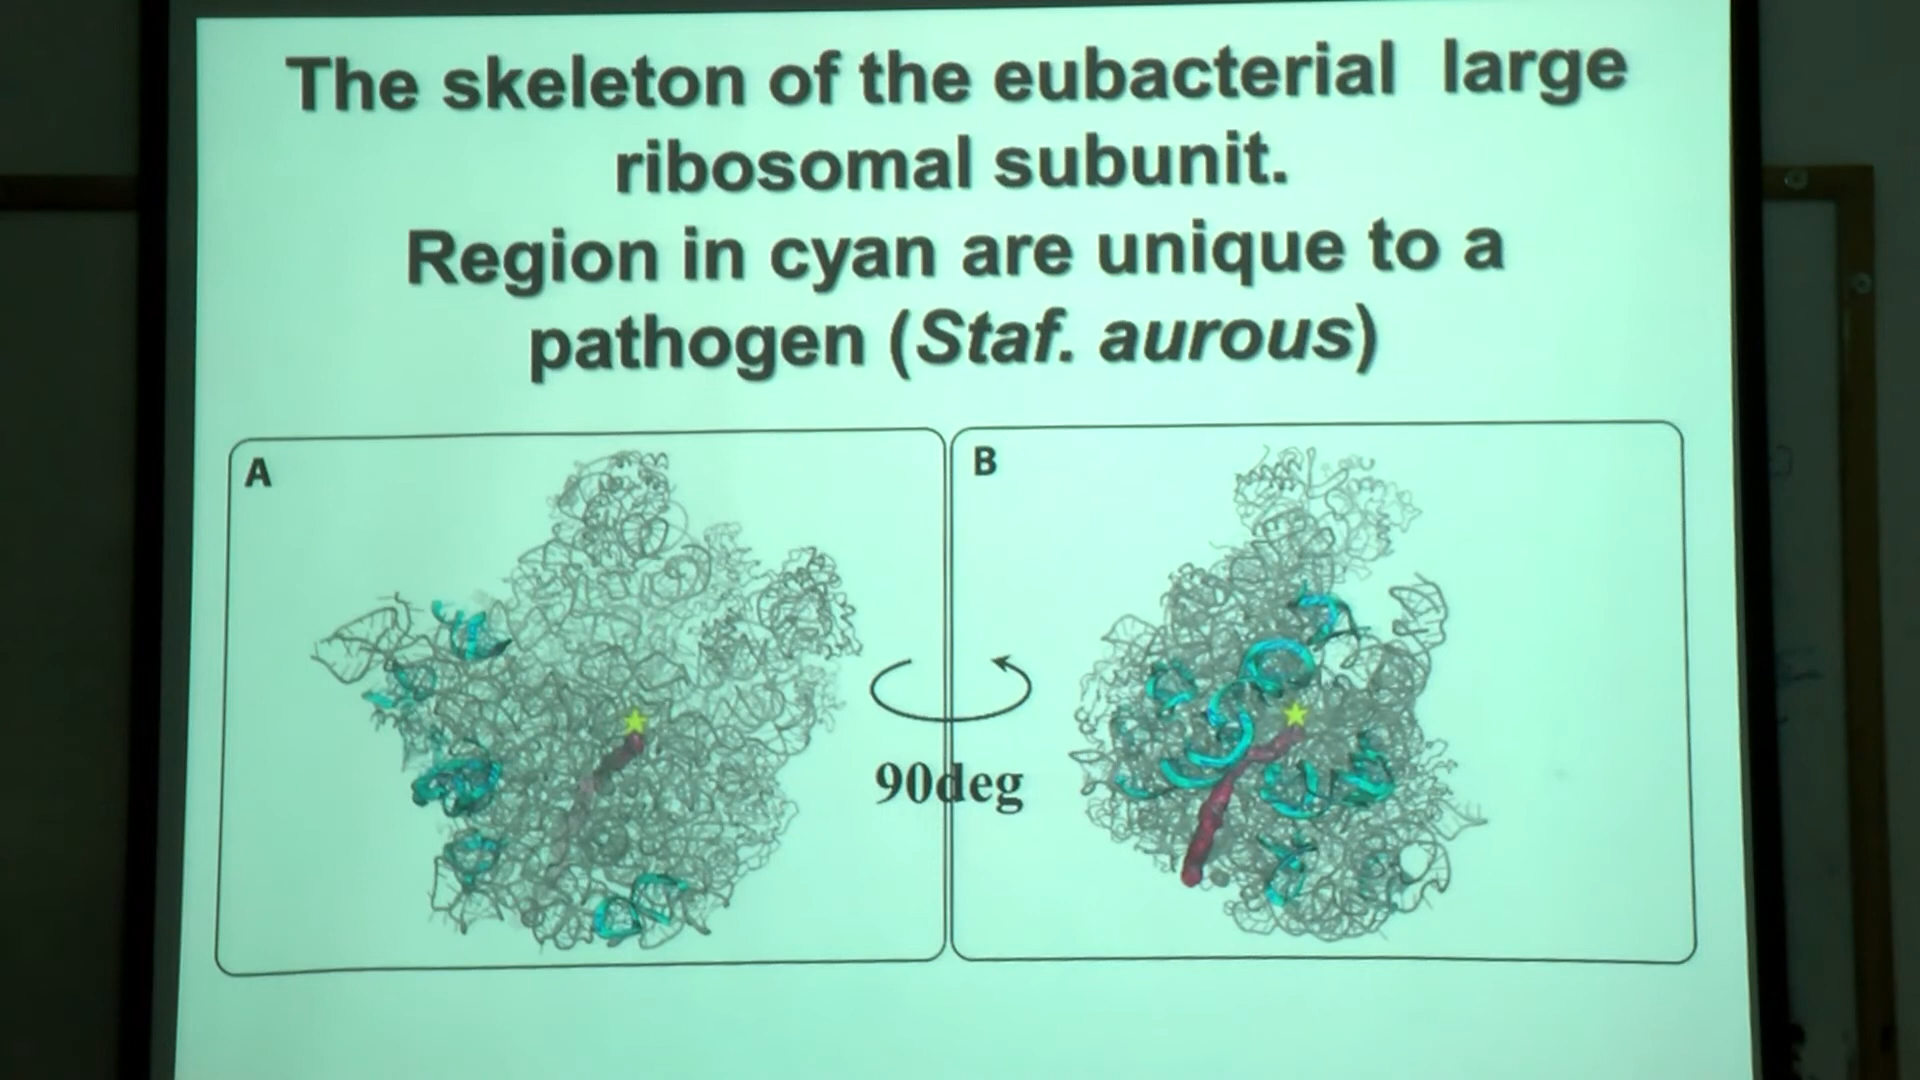 The skeleton of the eubacterial large
ribosomal subunit.
Region in cyan are unique to a
pathogen (Staf. aurous)
A
B
90deg